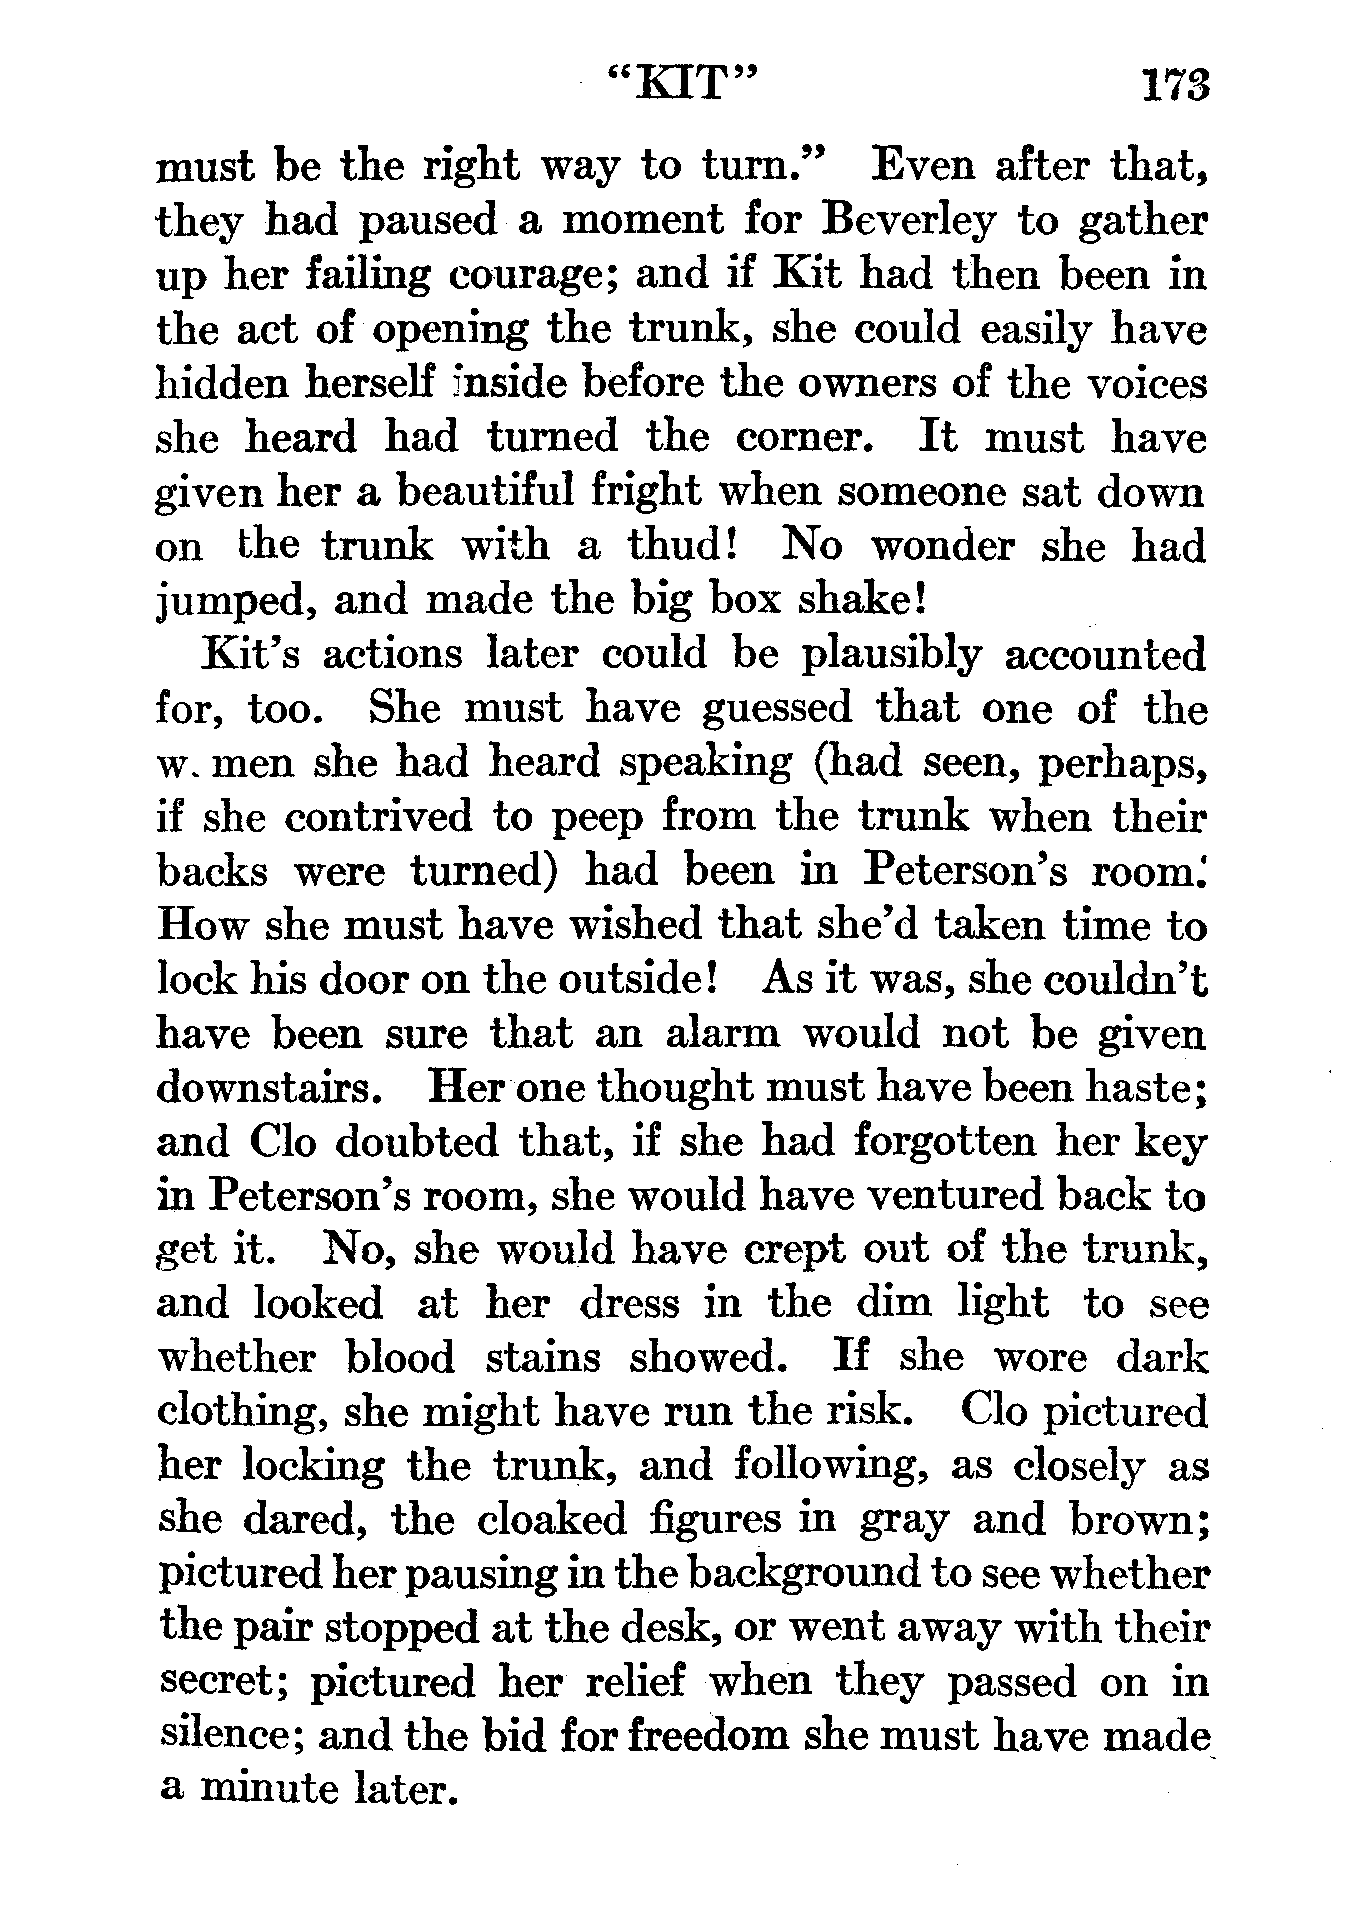 "KIT" 173
must be the right way to turn." Even after that,
they had paused a moment for Beverley to gather
up her failing courage; and if Kit had then been in
the act of opening the trunk, she could easily have
hidden herself inside before the owners of the voices
she heard had turned the corner. It must have
given her a beautiful fright when someone sat down
on the trunk with a thud! No wonder she had
jumped, and made the big box shake!
Kit's actions later could be plausibly accounted
for, too. She must have guessed that one of the
w. men she had heard speaking (had seen, perhaps,
if she contrived to peep from the trunk when their
backs were turned) had been in Peterson's room.
How she must have wished that she'd taken time to
lock his door on the outside! As it was, she couldn't
have been sure that an alarm would not be given
downstairs. Her one thought must have been haste;
and Clo doubted that, if she had forgotten her key
in Peterson's room, she would have ventured back to
get it. No, she would have crept out of the trunk,
and looked at her dress in the dim light to see
whether blood stains showed. If she wore dark
clothing, she might have run the risk. Clo pictured
her locking the trunk, and following, as closely as
she dared, the cloaked figures in gray and brown;
pictured her pausing in the background to see whether
the pair stopped at the desk, or went away with their
secret; pictured her relief when they passed on in
silence; and the bid for freedom she must have made
a minute later.